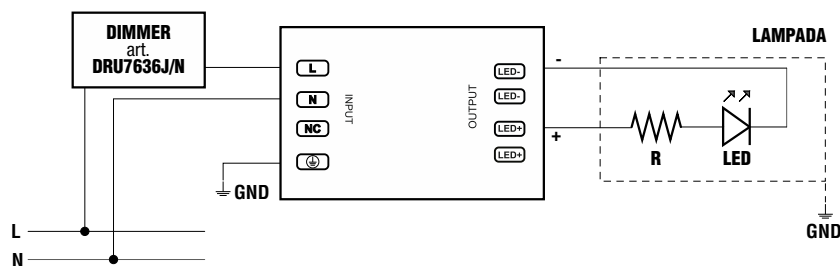 DIMMER
art.
DRU7636J/N
L
N
NC
INPUT
GND
OUTPUT
LED-
LED-
LED+
LED+
-
+
LAMPADA
R
LED
GND
L
N